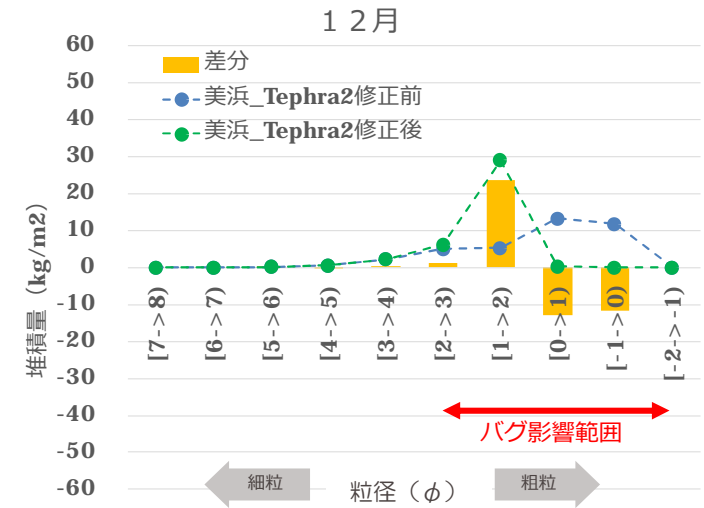 １２月
60
50
40
30
20
10
0
-10
-20
-30
-40
-50
-60
堆積量（kg/m2）
差分
美浜_Tephra2修正前
美浜_Tephra2修正後
[7->8)
[6->7)
[5->6)
[4->5)
[3->4)
[2->3)
[1->2)
[0->1)
[-1->0)
[-2->-1)
バグ影響範囲
細粒
粒径（φ）
粗粒